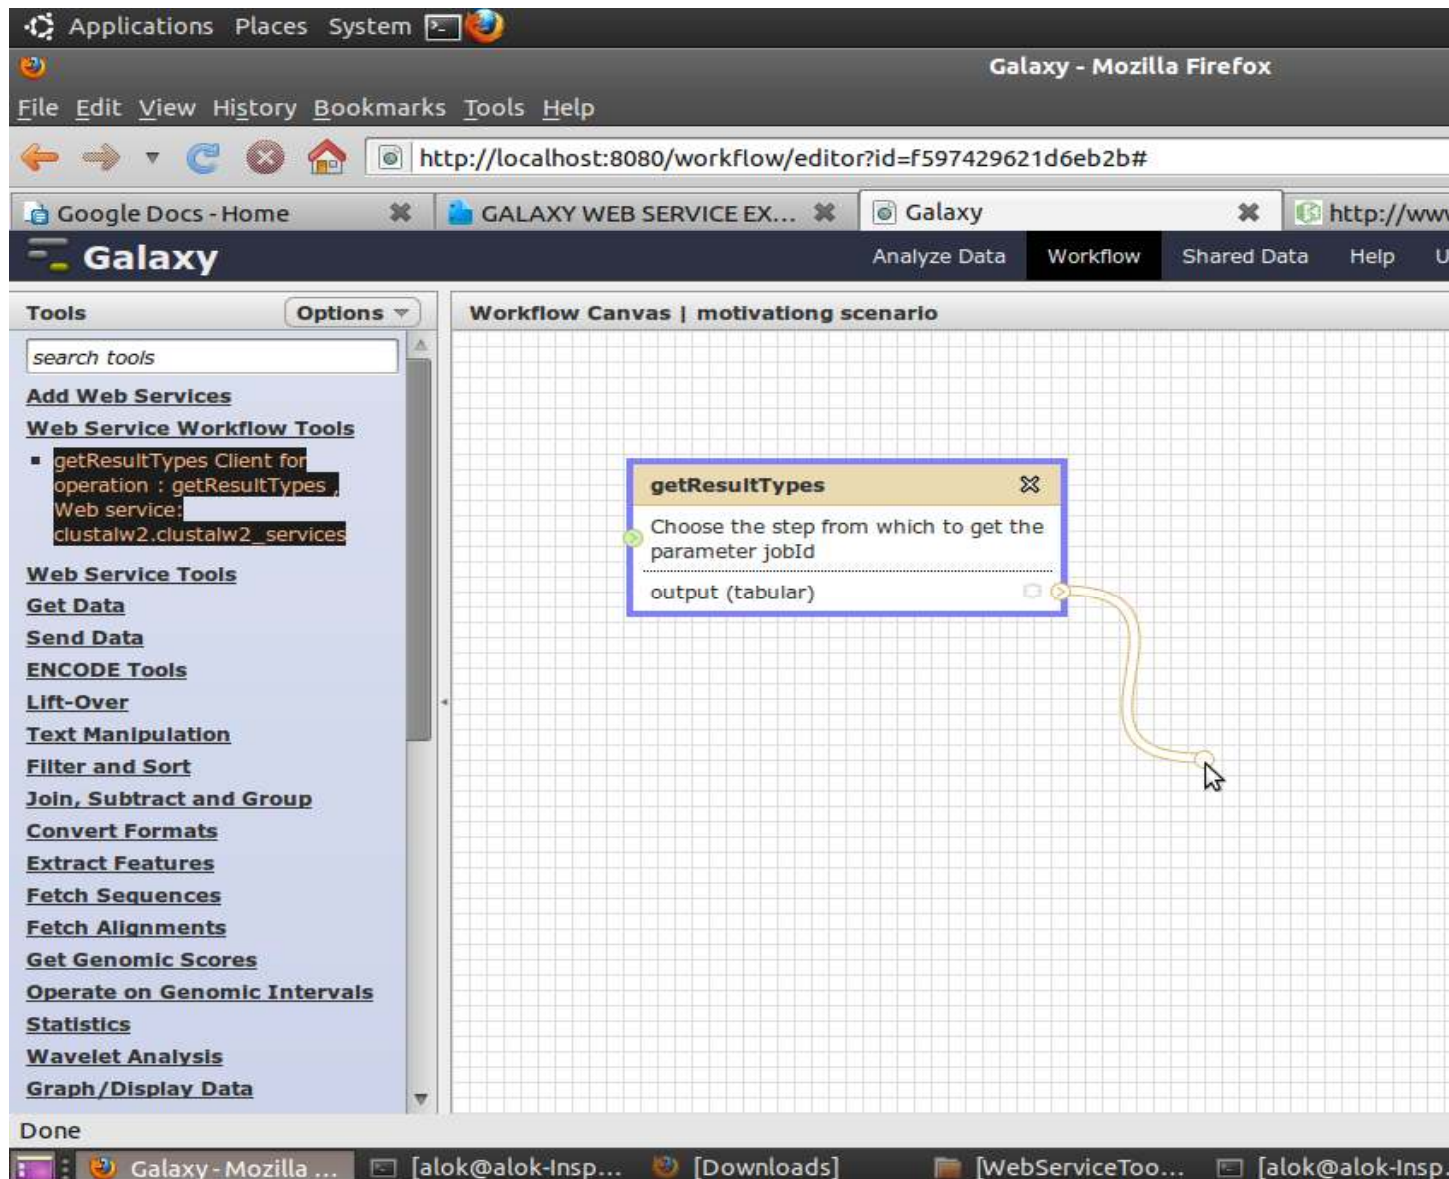 Applications Places System
Galaxy - Mozilla Firefox
File Edit View History Bookmarks Tools Help
http://localhost:8080/workflow/editor?id=f597429621d6eb2b#
Google Docs - Home
GALAXY WEB SERVICE EX...
Galaxy
http://www
Galaxy
Analyze Data Workflow Shared Data Help U
Tools
Options
search tools
Add Web Services
Web Service Workflow Tools
getResultTypes Client for
operation : getResultTypes ,
Web service:
clustalw2.clustalw2_services
Web Service Tools
Get Data
Send Data
ENCODE Tools
Lift-Over
Text Manipulation
Filter and Sort
Join, Subtract and Group
Convert Formats
Extract Features
Fetch Sequences
Fetch Alignments
Get Genomic Scores
Operate on Genomic Intervals
Statistics
Wavelet Analysis
Graph/Display Data
Workflow Canvas | motivationg scenario
getResultTypes
Choose the step from which to get the
parameter jobId
output (tabular)
Done
Galaxy - Mozilla ...
[alok@alok-Insp...
[Downloads]
[WebServiceToo...
[alok@alok-Insp.